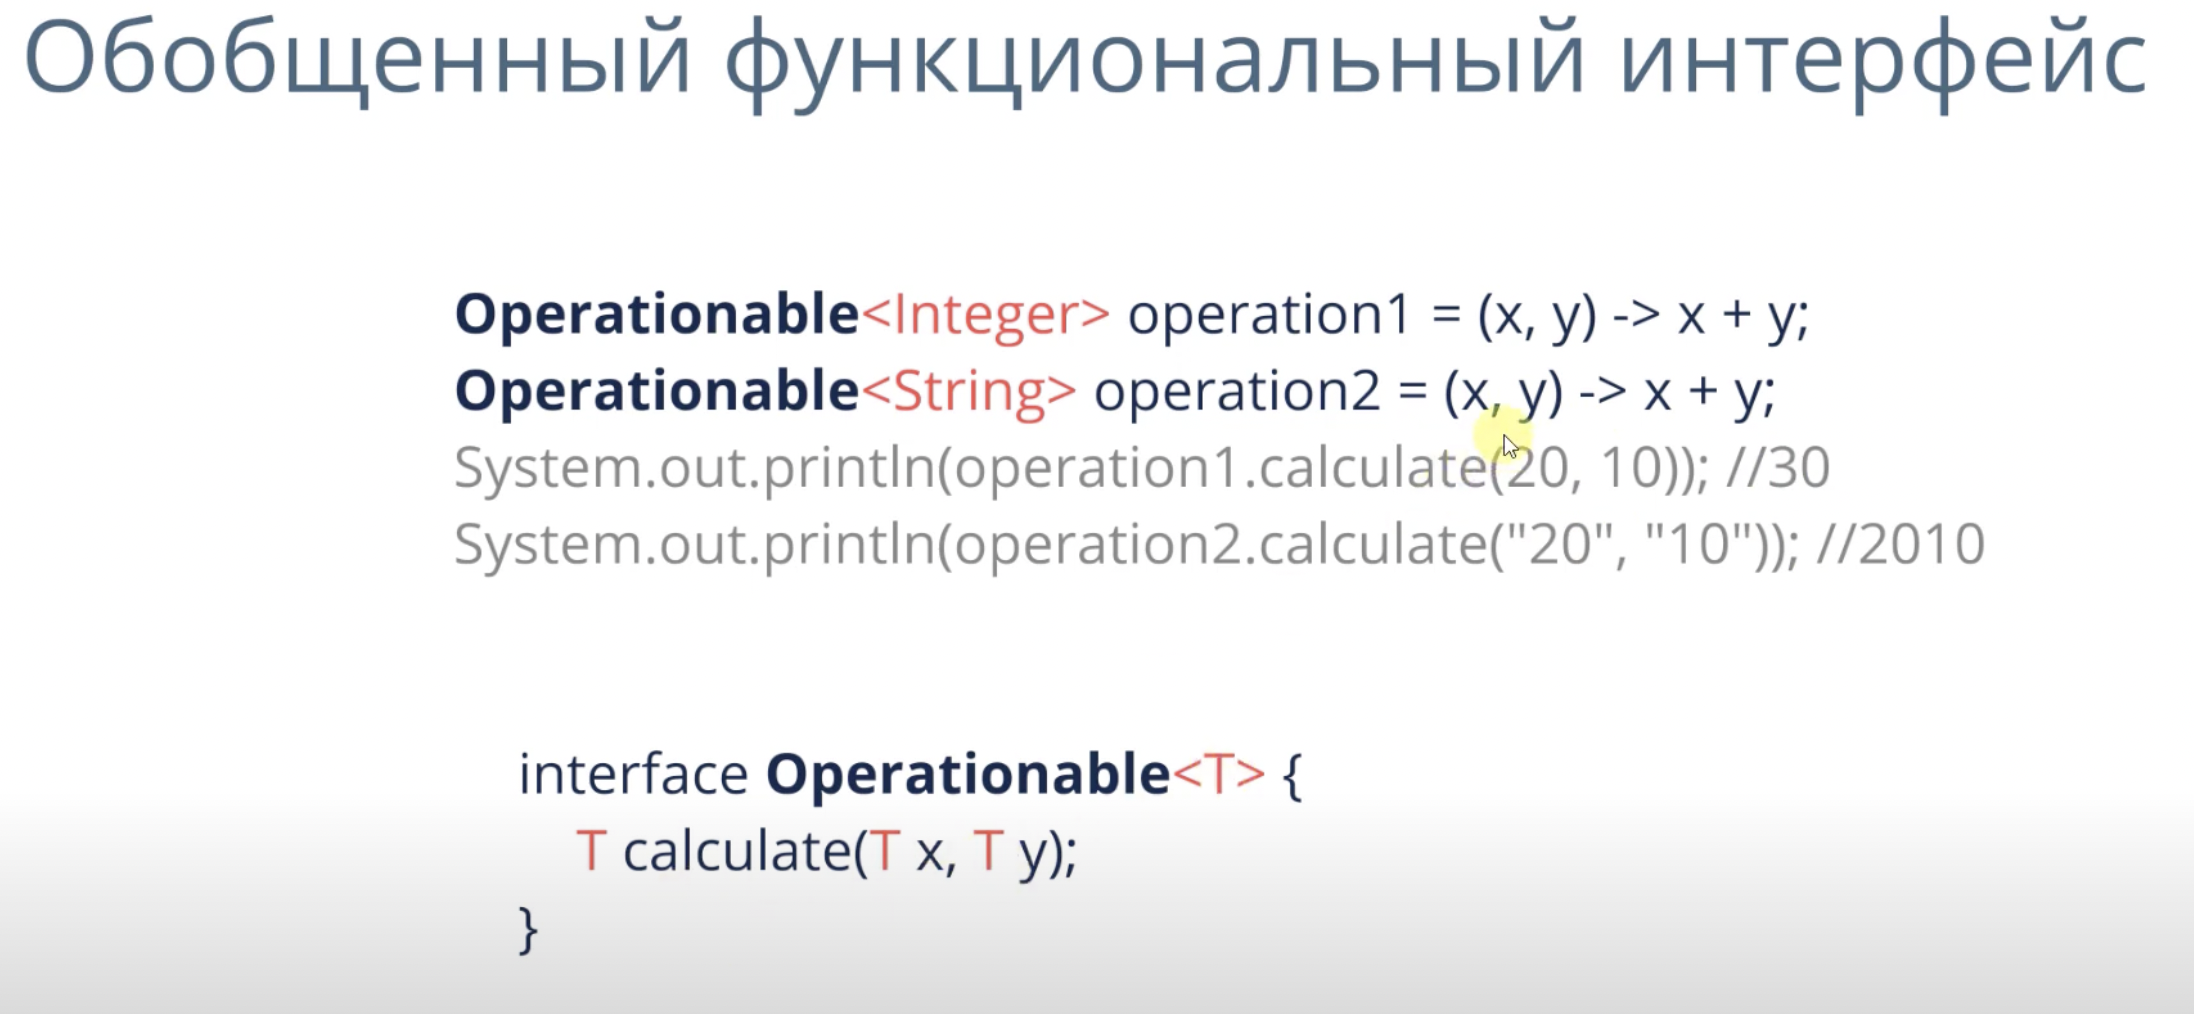 Обобщенный функциональный интерфейс
Operationable<Integer> operation1 = (x, y) -> x + y;
Operationable<String> operation2 = (x, y) -> x + y;
System.out.println(operation1.calculate(20, 10)); //30
System.out.println(operation2.calculate("20", "10")); //2010
interface Operationable<T> {
T calculate(T x, T y);
}